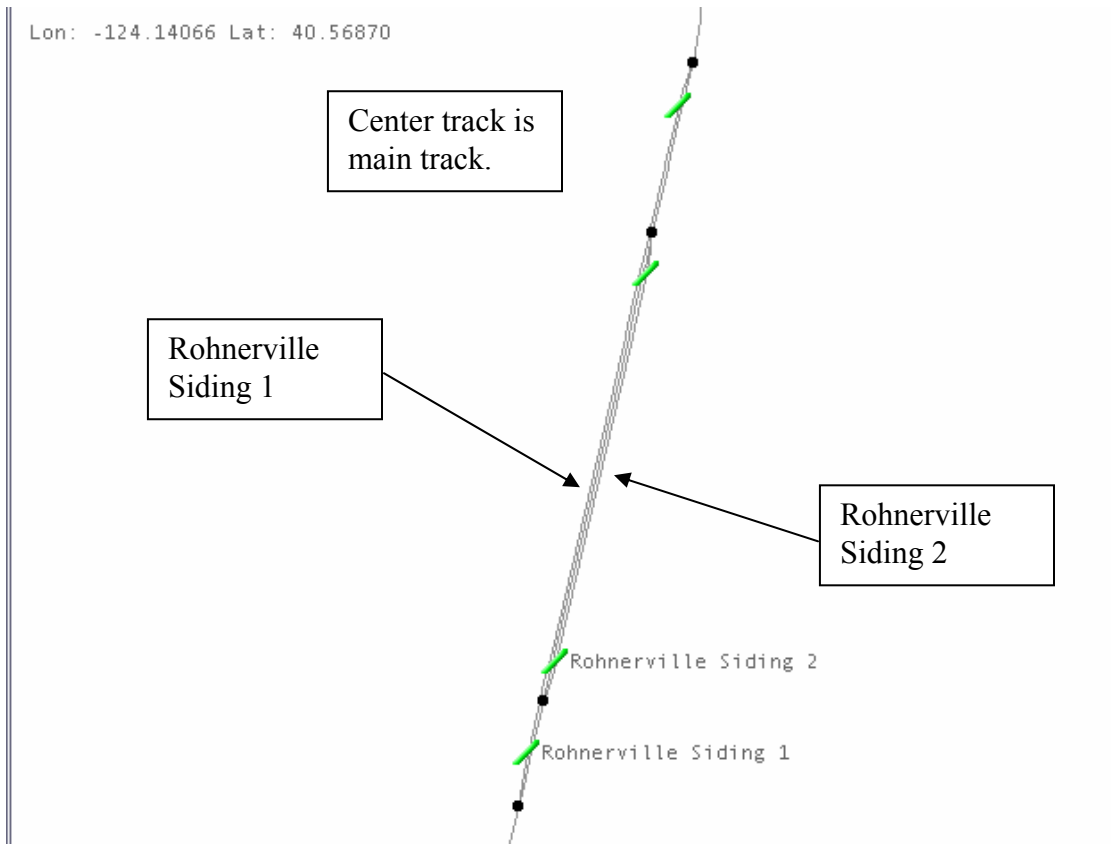 Lon: -124.14066 Lat: 40.56870
Center track is
main track.
Rohnerville
Siding 1
Rohnerville
Siding 2
Rohnerville Siding 2
Rohnerville Siding 1